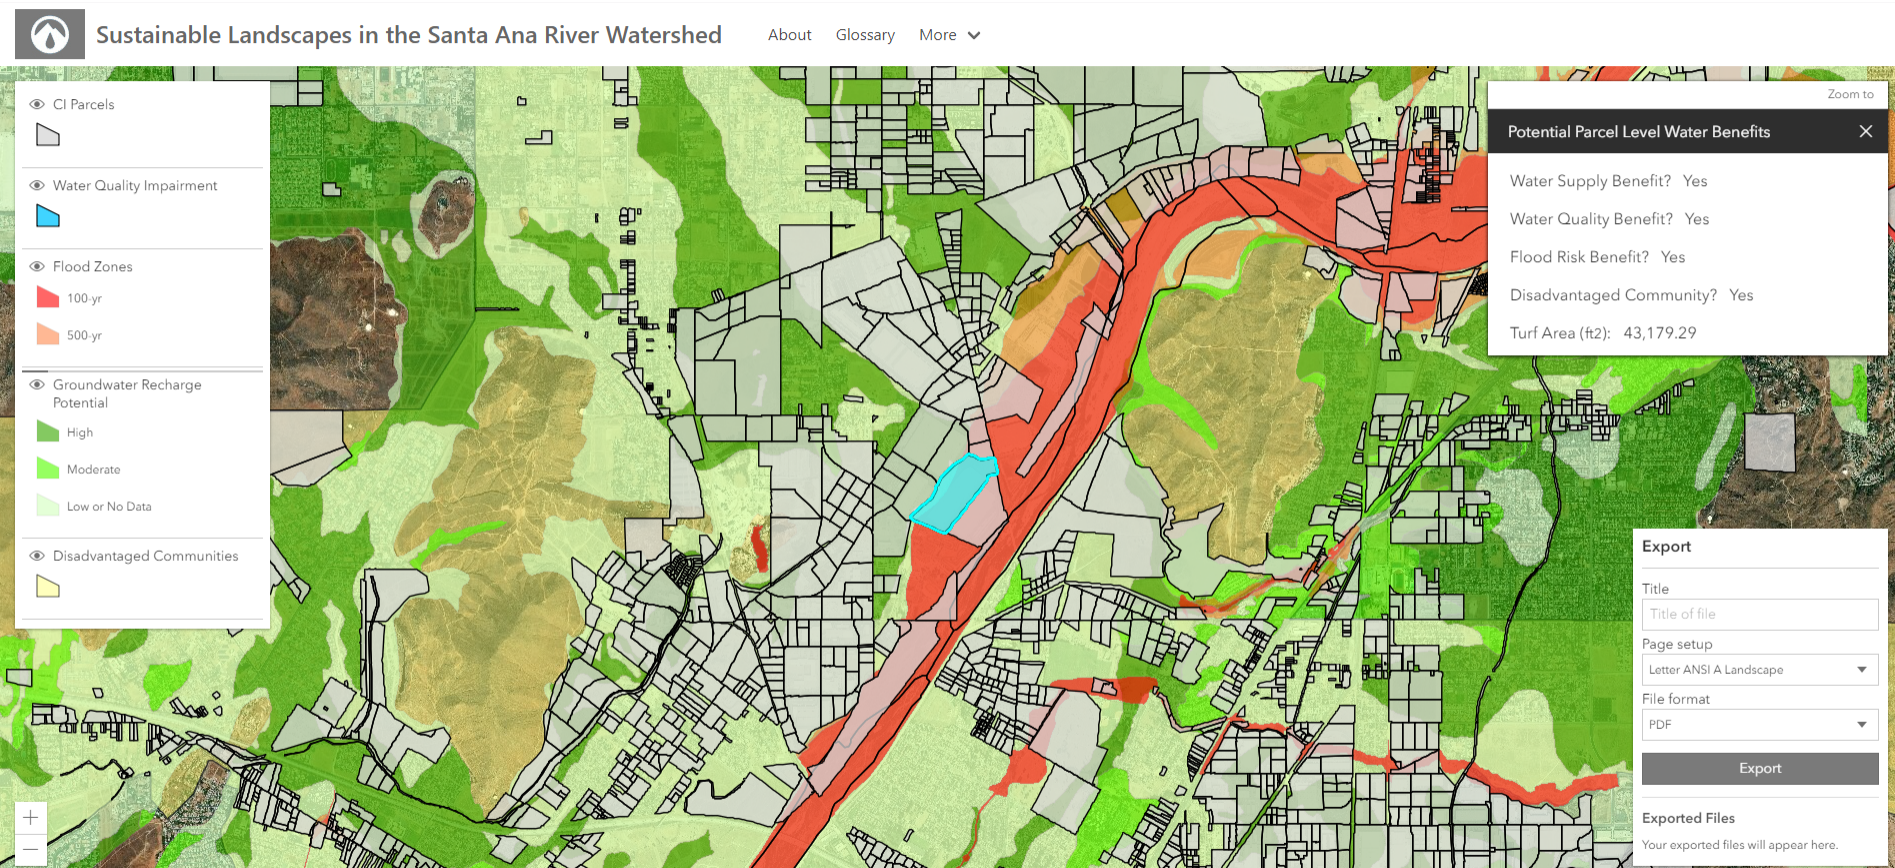 Sustainable Landscapes in the Santa Ana River Watershed
About
Glossary
More
CI Parcels
Water Quality Impairment
Flood Zones
100-yr
500-yr
Groundwater Recharge
Potential
High
Moderate
Low or No Data
Disadvantaged Communities
Zoom to
Potential Parcel Level Water Benefits
Water Supply Benefit? Yes
Water Quality Benefit? Yes
Flood Risk Benefit? Yes
Disadvantaged Community? Yes
Turf Area (ft2): 43,179.29
Export
Title
Title of file
Page setup
Letter ANSI A Landscape
File format
PDF
Export
Exported Files
Your exported files will appear here.